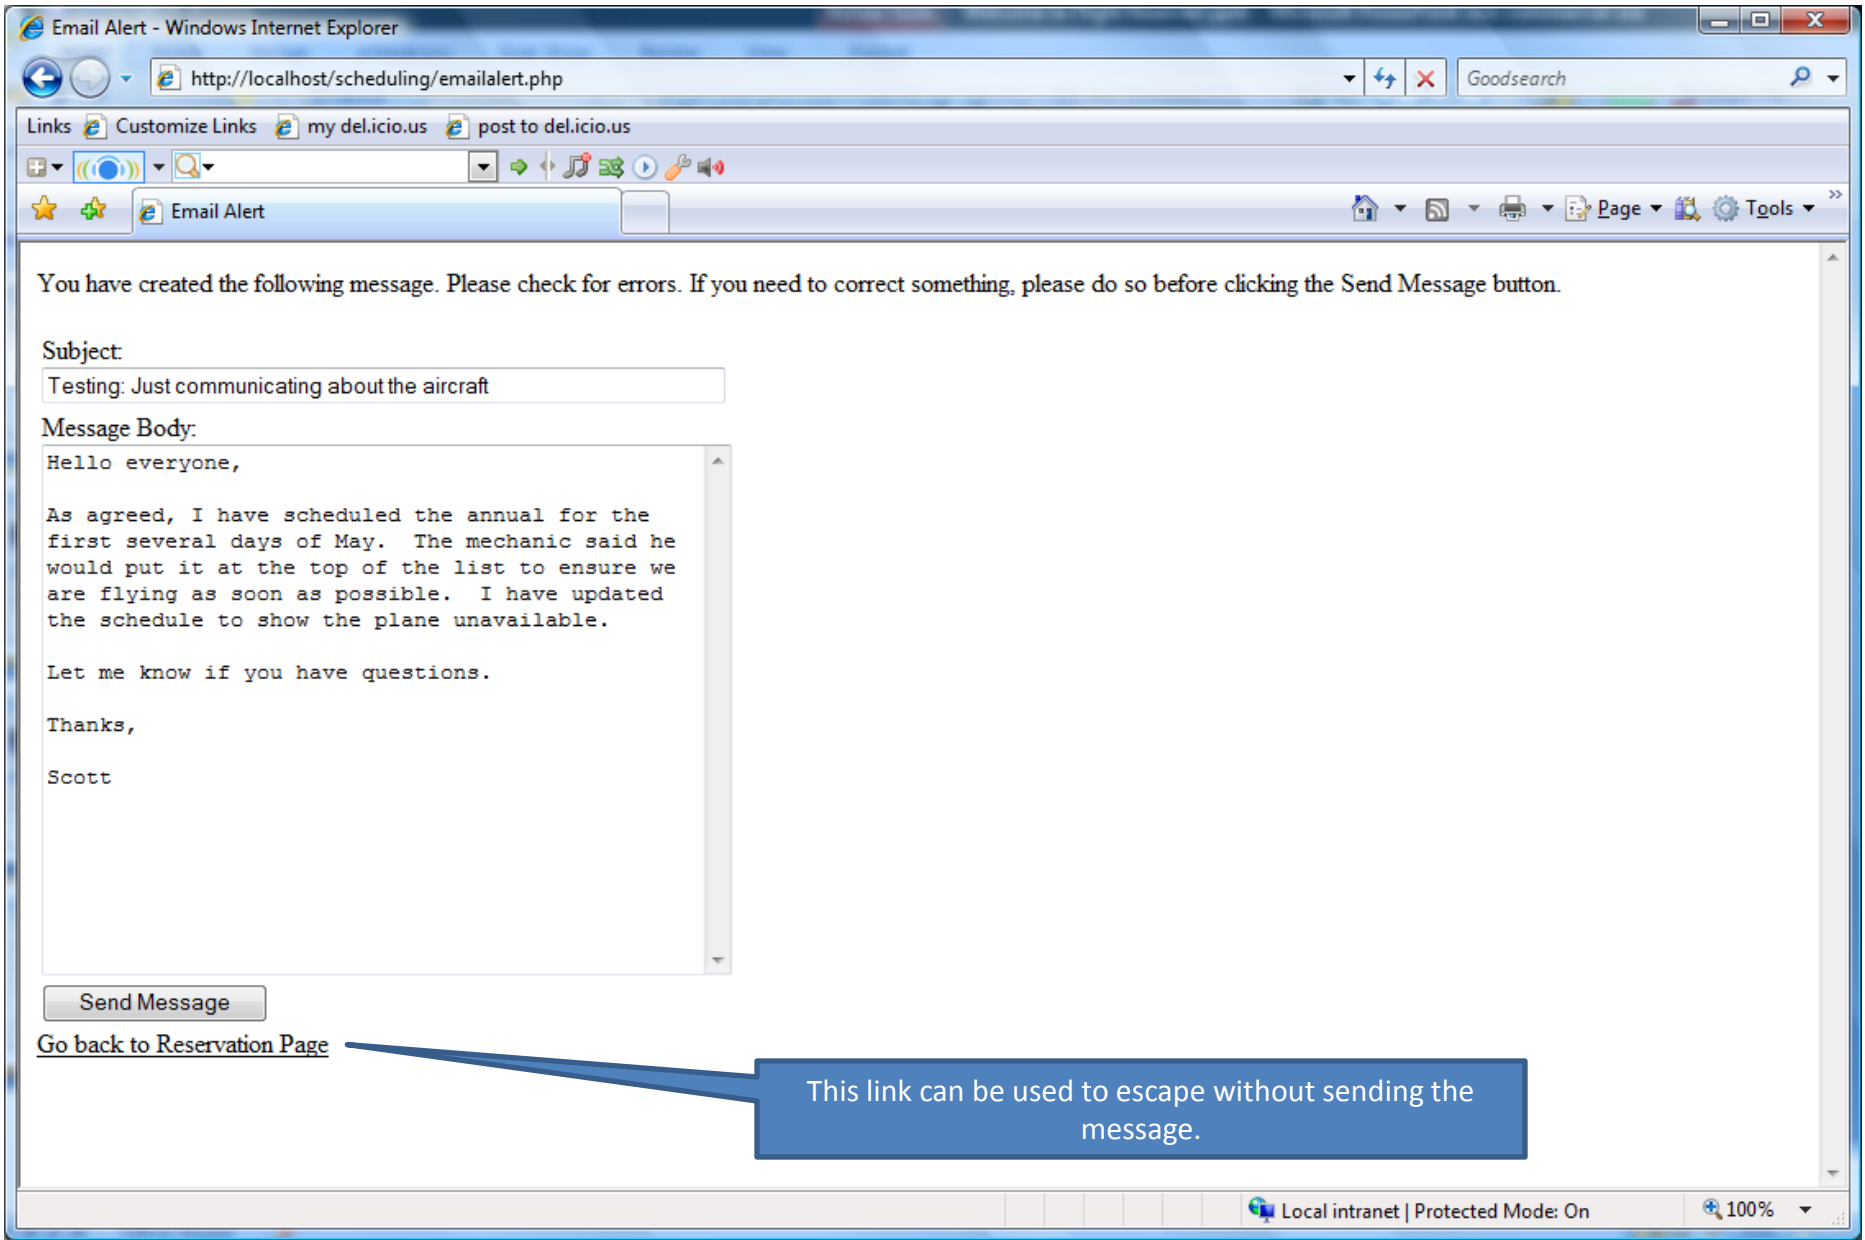 Email Alert - Windows Internet Explorer
http://localhost/scheduling/emailalert.php
Goodsearch
Links Customize Links my del.icio.us post to del.icio.us
Email Alert
Page Tools »
You have created the following message. Please check for errors. If you need to correct something, please do so before clicking the Send Message button.
Subject:
Testing: Just communicating about the aircraft
Message Body:
Hello everyone,
As agreed, I have scheduled the annual for the
first several days of May.  The mechanic said he
would put it at the top of the list to ensure we
are flying as soon as possible.  I have updated
the schedule to show the plane unavailable.
Let me know if you have questions.
Thanks,
Scott
Send Message
Go back to Reservation Page
This link can be used to escape without sending the
message.
Local intranet | Protected Mode: On
100%